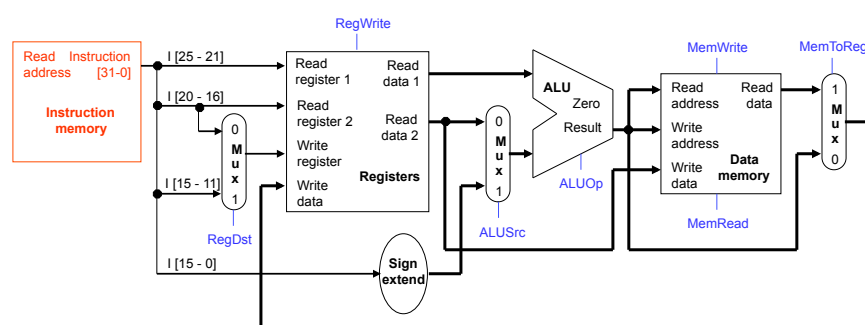 RegWrite
MemWrite
MemToReg
Read Instruction
address [31-0]
Instruction
memory
I [25 - 21]
I [20 - 16]
I [15 - 11]
I [15 - 0]
0
M
u
x
1
RegDst
Read
register 1
Read
register 2
Write
register
Write
data
Read
data 1
Read
data 2
Registers
Sign
extend
0
M
u
x
1
ALUSrc
ALU
Zero
Result
ALUOp
Read
address
Write
address
Write
data
Read
data
Data
memory
MemRead
1
M
u
x
0